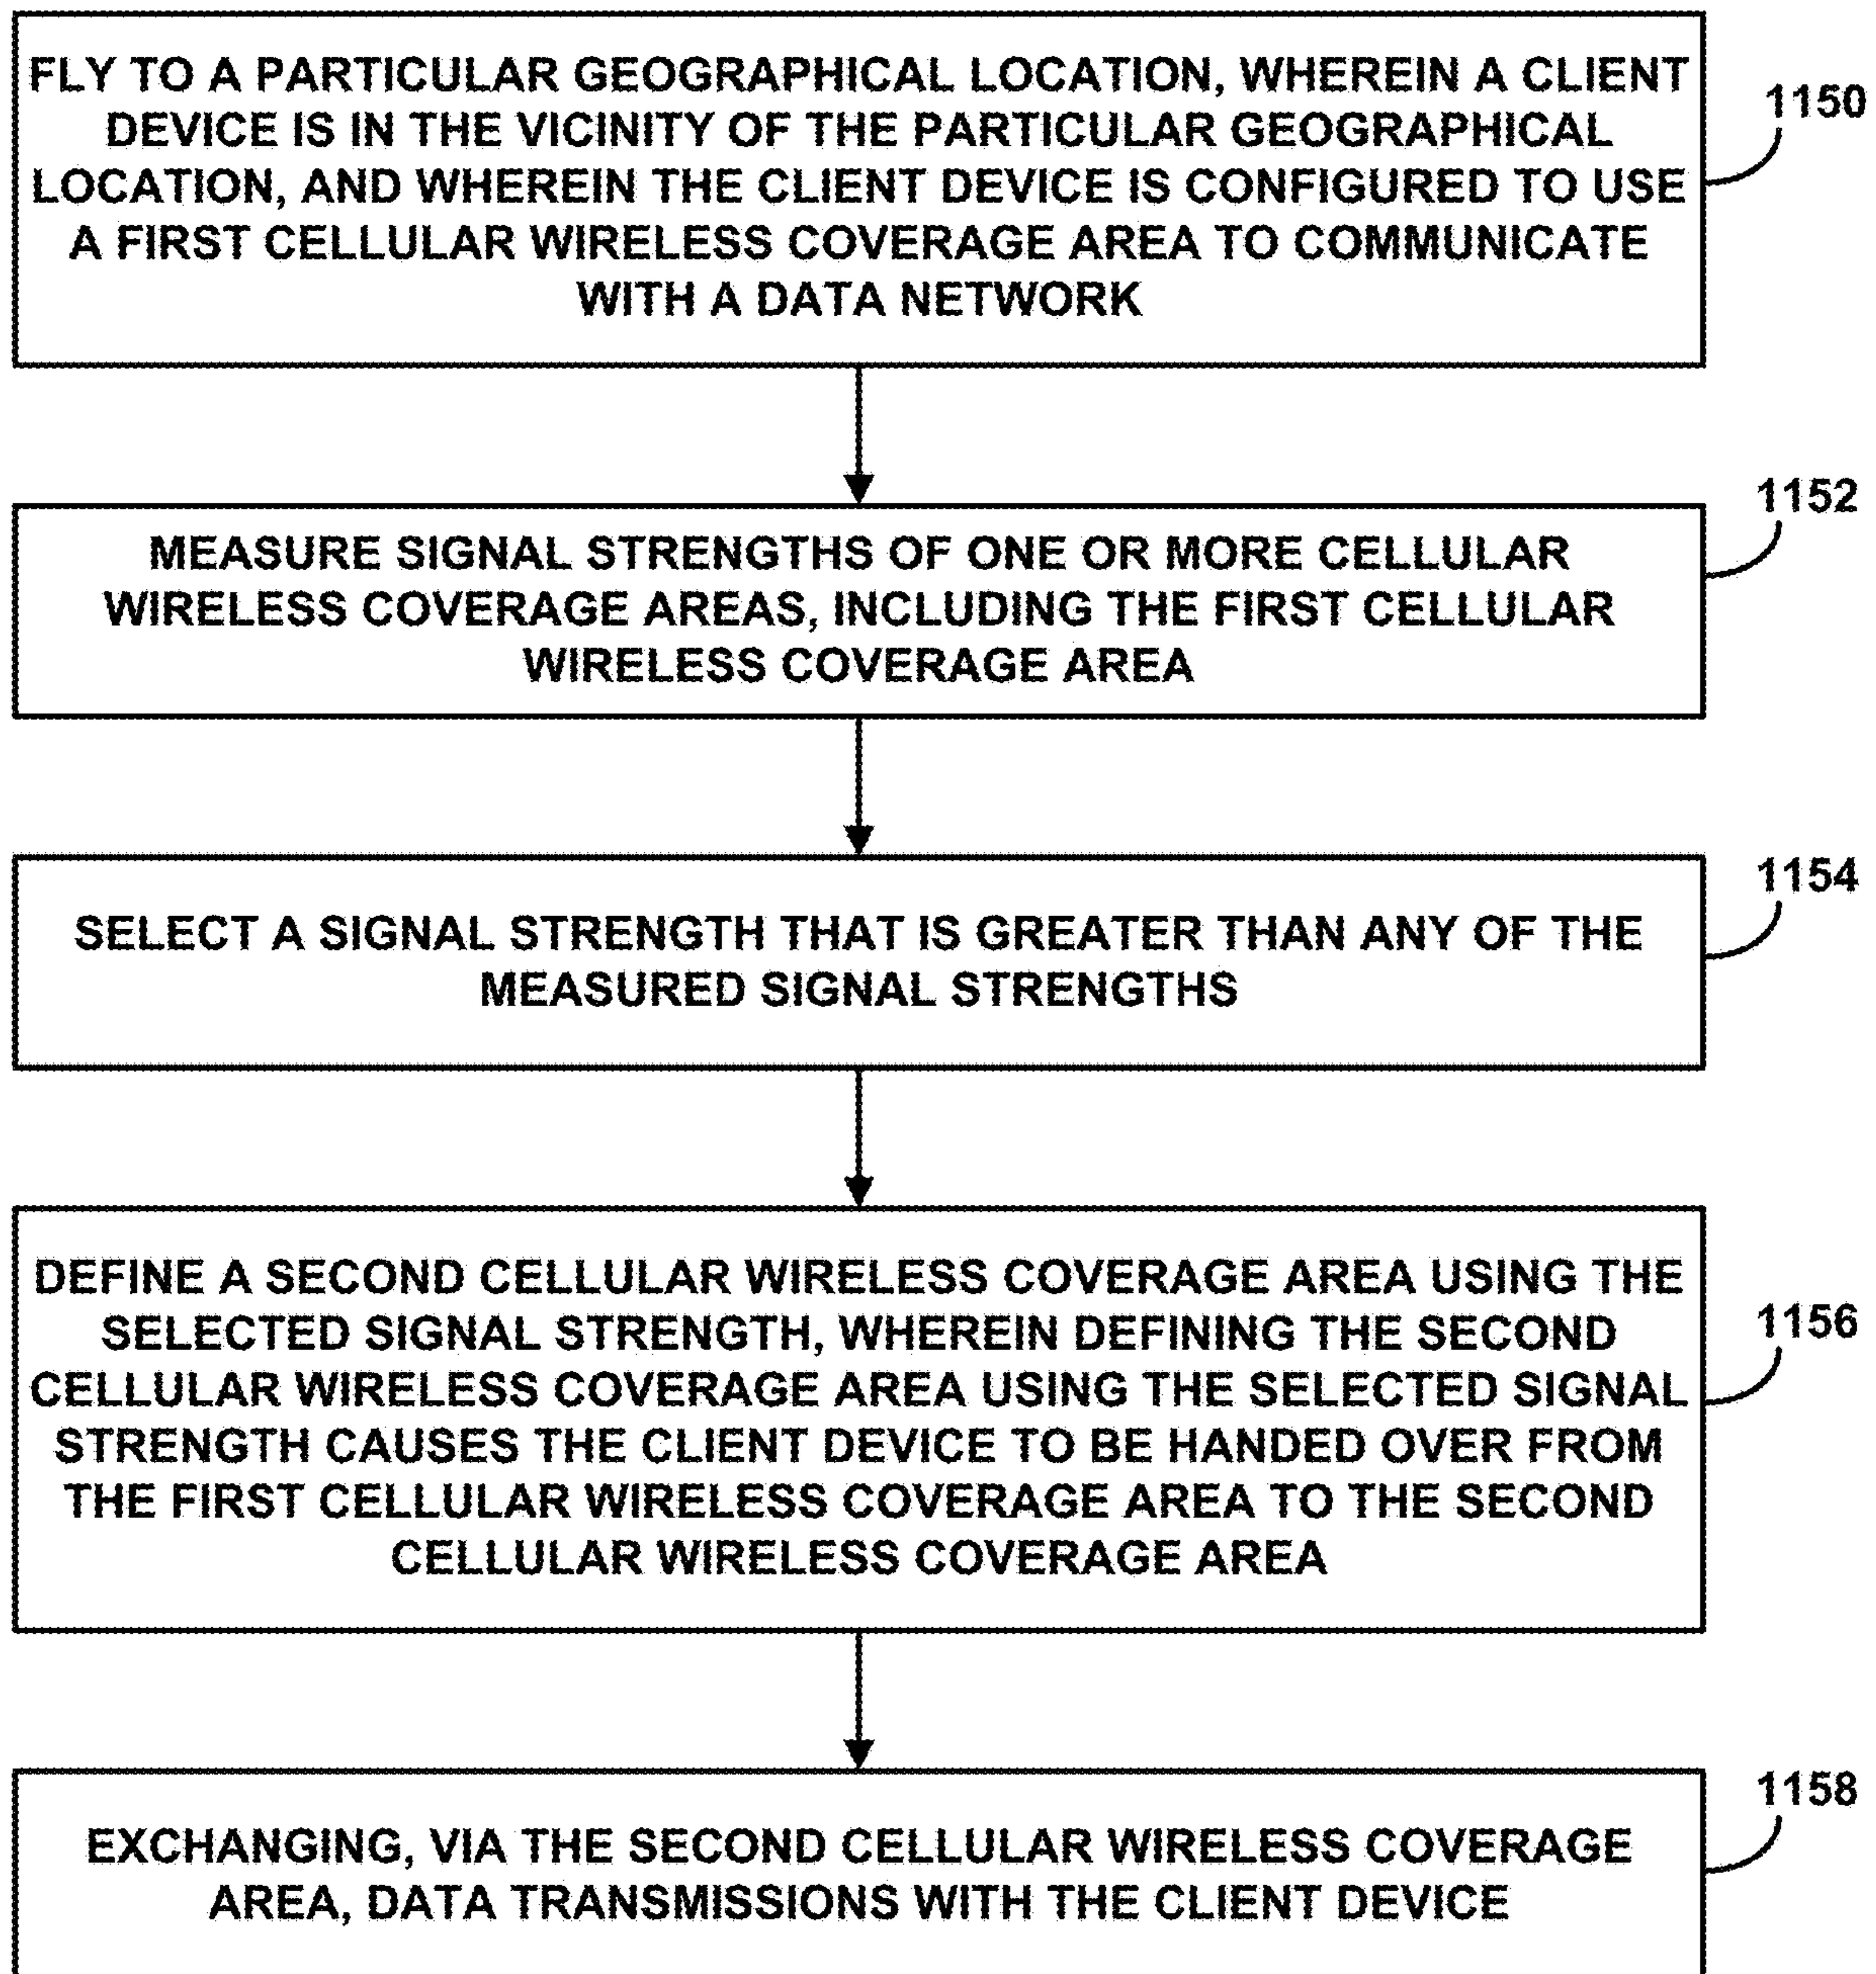 FLY TO A PARTICULAR GEOGRAPHICAL LOCATION, WHEREIN A CLIENT
DEVICE IS IN THE VICINITY OF THE PARTICULAR GEOGRAPHICAL
LOCATION, AND WHEREIN THE CLIENT DEVICE IS CONFIGURED TO USE
A FIRST CELLULAR WIRELESS COVERAGE AREA TO COMMUNICATE
WITH A DATA NETWORK
1150
MEASURE SIGNAL STRENGTHS OF ONE OR MORE CELLULAR
WIRELESS COVERAGE AREAS, INCLUDING THE FIRST CELLULAR
WIRELESS COVERAGE AREA
1152
SELECT A SIGNAL STRENGTH THAT IS GREATER THAN ANY OF THE
MEASURED SIGNAL STRENGTHS
1154
DEFINE A SECOND CELLULAR WIRELESS COVERAGE AREA USING THE
SELECTED SIGNAL STRENGTH, WHEREIN DEFINING THE SECOND
CELLULAR WIRELESS COVERAGE AREA USING THE SELECTED SIGNAL
STRENGTH CAUSES THE CLIENT DEVICE TO BE HANDED OVER FROM
THE FIRST CELLULAR WIRELESS COVERAGE AREA TO THE SECOND
CELLULAR WIRELESS COVERAGE AREA
1156
EXCHANGING, VIA THE SECOND CELLULAR WIRELESS COVERAGE
AREA, DATA TRANSMISSIONS WITH THE CLIENT DEVICE
1158